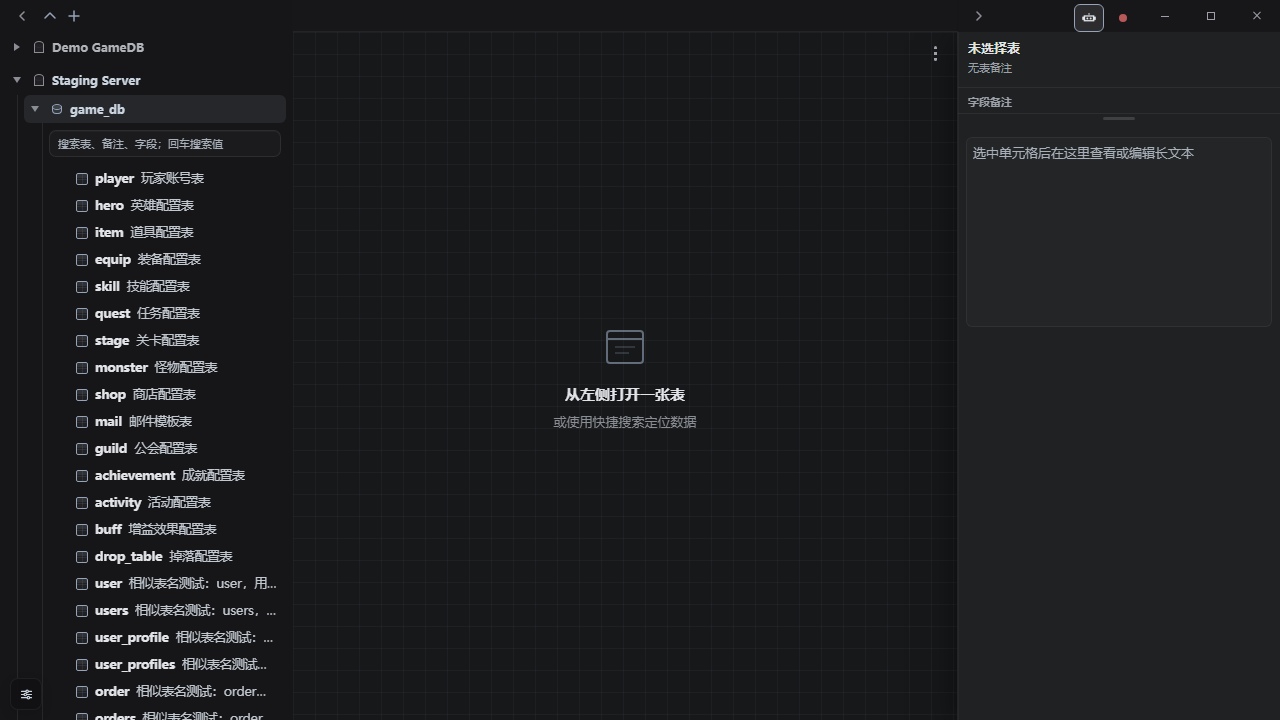 Demo GameDB
Staging Server
game_db
搜索表、备注、字段；回车搜索值
player 玩家账号表
hero 英雄配置表
item 道具配置表
equip 装备配置表
skill 技能配置表
quest 任务配置表
stage 关卡配置表
monster 怪物配置表
shop 商店配置表
mail 邮件模板表
guild 公会配置表
achievement 成就配置表
activity 活动配置表
buff 增益效果配置表
drop_table 掉落配置表
user 相似表名测试：user，用...
users 相似表名测试：users，...
user_profile 相似表名测试：...
user_profiles 相似表名测试...
order 相似表名测试：order...
orders 相似表名测试：order
从左侧打开一张表
或使用快捷搜索定位数据
未选择表
无表备注
字段备注
选中单元格后在这里查看或编辑长文本